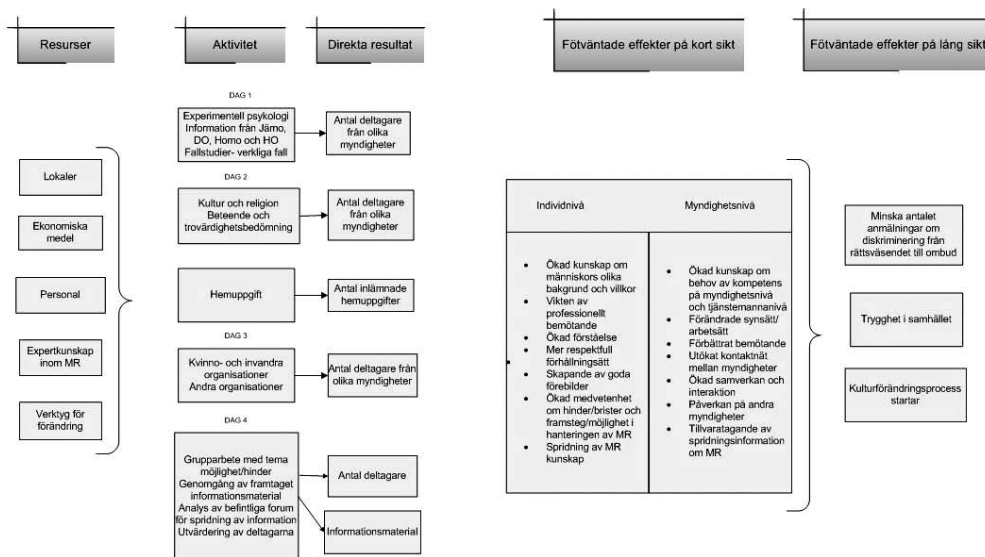 Resurser
Aktivitet
Direkta resultat
Fötväntade effekter på kort sikt
Fötväntade effekter på lång sikt
Lokaler
Ekonomiska
medel
Personal
Expertkunskap
inom MR
Verktyg för
förändring
DAG 1
Experimentell psykologi
Information från Jämo,
DO, Homo och HO
Fallstudier- verkliga fall
Antal deltagare
från olika
myndigheter
DAG 2
Kultur och religion
Beteende och
trovärdighetsbedömning
Antal deltagare
från olika
myndigheter
Hemuppgift
Antal inlämnade
hemuppgifter
DAG 3
Kvinno- och invandra
organisationer
Andra organisationer
Antal deltagare från
olika myndigheter
DAG 4
Grupparbete med tema
möjlighet/hinder
Genomgång av framtaget
informationsmaterial
Analys av befintliga forum
för spridning av information
Utvärdering av deltagarna
Antal deltagare
Informationsmaterial
Individnivå
• Ökad kunskap om
människors olika
bakgrund och villkor
• Vikten av
professionellt
bemötande
• Ökad förståelse
• Mer respektfull
förhållningsätt
• Skapande av goda
förebilder
• Ökad medvetenhet
om hinder/brister och
framsteg/möjlighet i
hanteringen av MR
• Spridning av MR
kunskap
Myndighetsnivå
• Ökad kunskap om
behov av kompetens
på myndighetsnivå
och tjänstemannanivå
• Förändrade synsätt/
arbetsätt
• Förbättrat bemötande
• Utökat kontaktnät
mellan myndigheter
• Ökad samverkan och
interaktion
• Påverkan på andra
myndigheter
• Tillvaratagande av
spridningsinformation
om MR
Minska antalet
anmälningar om
diskriminering från
rättsväsendet till ombud
Trygghet i samhället
Kulturförändringsprocess
startar